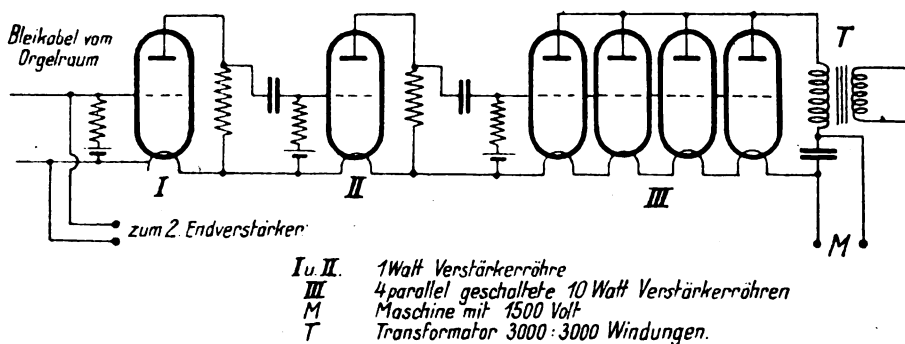 Bleikabel vom
Orgelraum
T
I
II
III
zum 2. Endverstärker
M
I u. II. 1 Watt Verstärkerröhre
III 4 parallel geschaltete 10 Watt Verstärkerröhren
M Maschine mit 1500 Volt
T Transformator 3000 : 3000 Windungen.